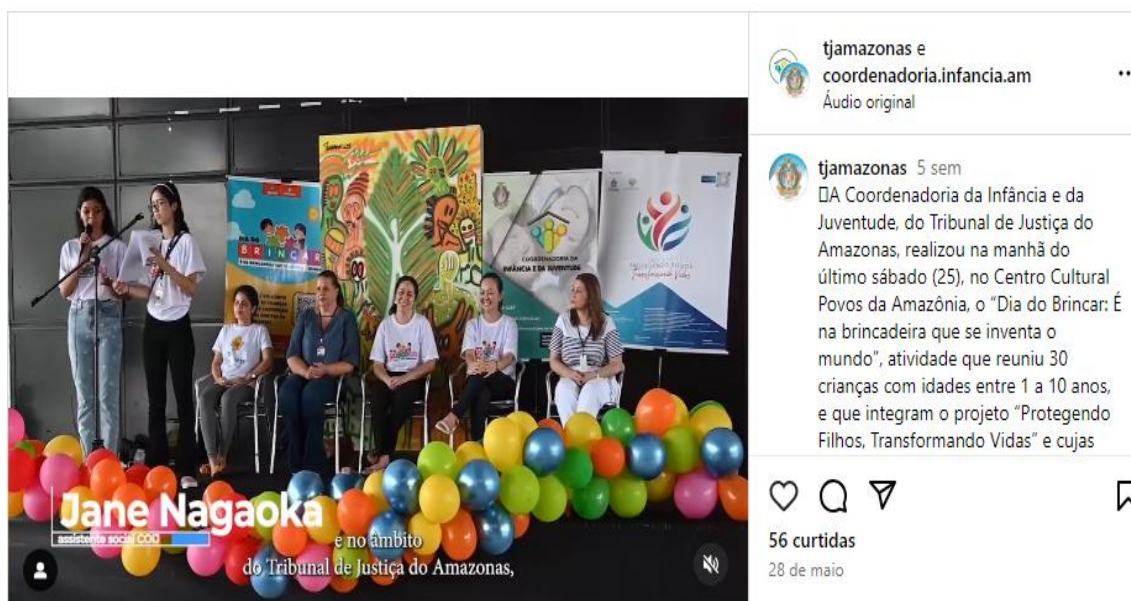 tjamazonas e
coordenadoria.infancia.am
Áudio original
tjamazonas 5 sem
A Coordenadoria da Infância e da
Juventude, do Tribunal de Justiça do
Amazonas, realizou na manhã do
último sábado (25), no Centro Cultural
Povos da Amazônia, o "Dia do Brincar: É
na brincadeira que se inventa o
mundo", atividade que reuniu 30
crianças com idades entre 1 a 10 anos,
e que integram o projeto "Protegendo
Filhos, Transformando Vidas" e cujas
56 curtidas
28 de maio
DIA DO
BRINCAR
COORDENADORIA DA
INFÂNCIA E DA JUVENTUDE
Transformando Vidas
Jane Nagaoka
assistente social COIJ
e no âmbito
do Tribunal de Justiça do Amazonas,